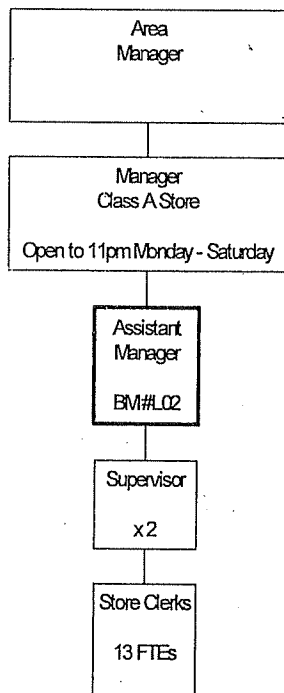 Area
Manager
Manager
Class A Store
Open to 11pm Monday - Saturday
Assistant
Manager
BM#L02
Supervisor
x 2
Store Clerks
13 FTEs